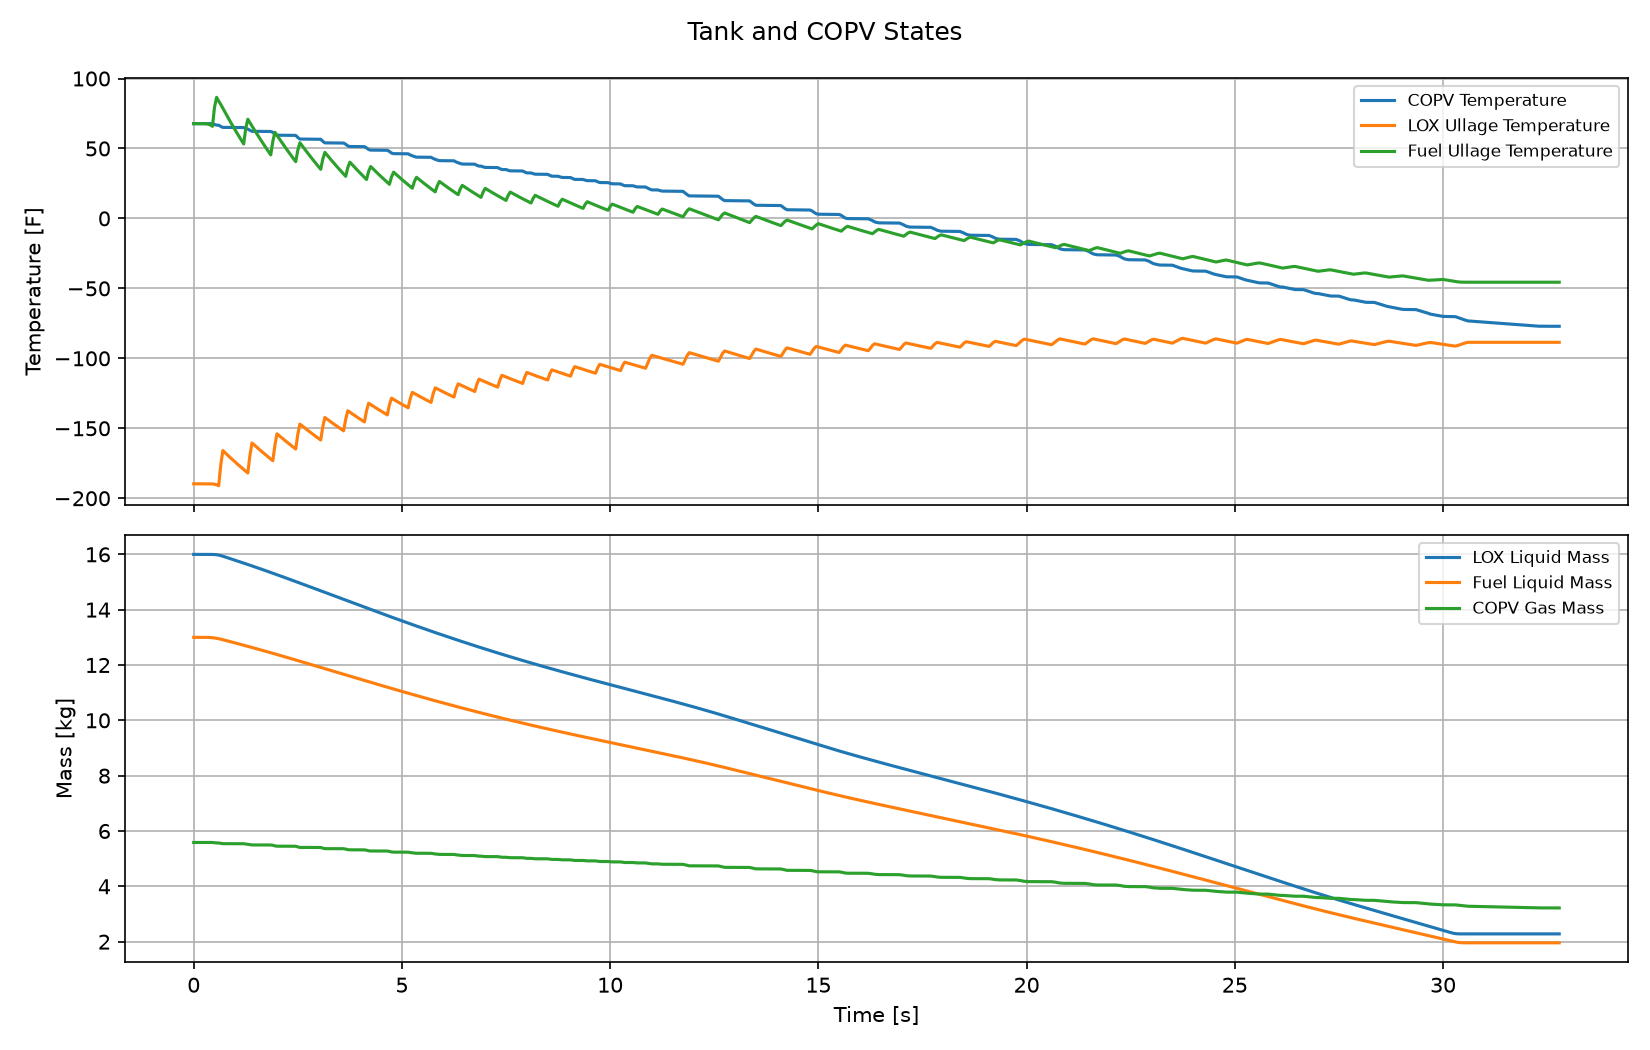 Tank and COPV States
100
50
0
−50
−100
−150
−200
Temperature [F]
COPV Temperature
LOX Ullage Temperature
Fuel Ullage Temperature
16
14
12
10
8
6
4
2
Mass [kg]
LOX Liquid Mass
Fuel Liquid Mass
COPV Gas Mass
0 5 10 15 20 25 30
Time [s]